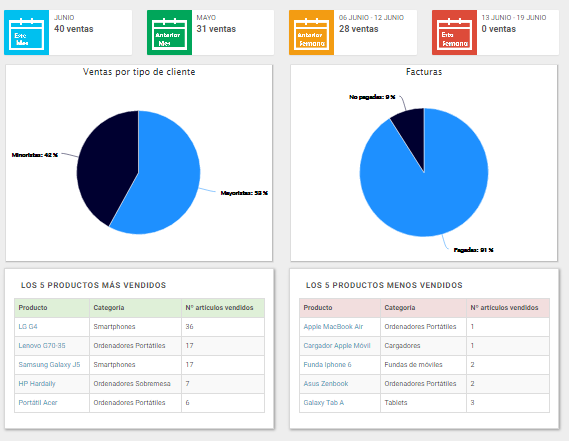 Este
Mes
JUNIO
40 ventas
Anterior
Mes
MAYO
31 ventas
Anterior
Semana
06 JUNIO - 12 JUNIO
28 ventas
Esta
Semana
13 JUNIO - 19 JUNIO
0 ventas
Ventas por tipo de cliente
Minoristas: 42 %
Mayoristas: 58 %
Facturas
No pagadas: 9 %
Pagadas: 91 %
LOS 5 PRODUCTOS MÁS VENDIDOS
Producto Categoría Nº artículos vendidos
LG G4 Smartphones 36
Lenovo G70-35 Ordenadores Portátiles 17
Samsung Galaxy J5 Smartphones 17
HP Hardaily Ordenadores Sobremesa 7
Portátil Acer Ordenadores Portátiles 6
LOS 5 PRODUCTOS MENOS VENDIDOS
Producto Categoría Nº artículos vendidos
Apple MacBook Air Ordenadores Portátiles 1
Cargador Apple Móvil Cargadores 1
Funda Iphone 6 Fundas de móviles 2
Asus Zenbook Ordenadores Portátiles 2
Galaxy Tab A Tablets 3